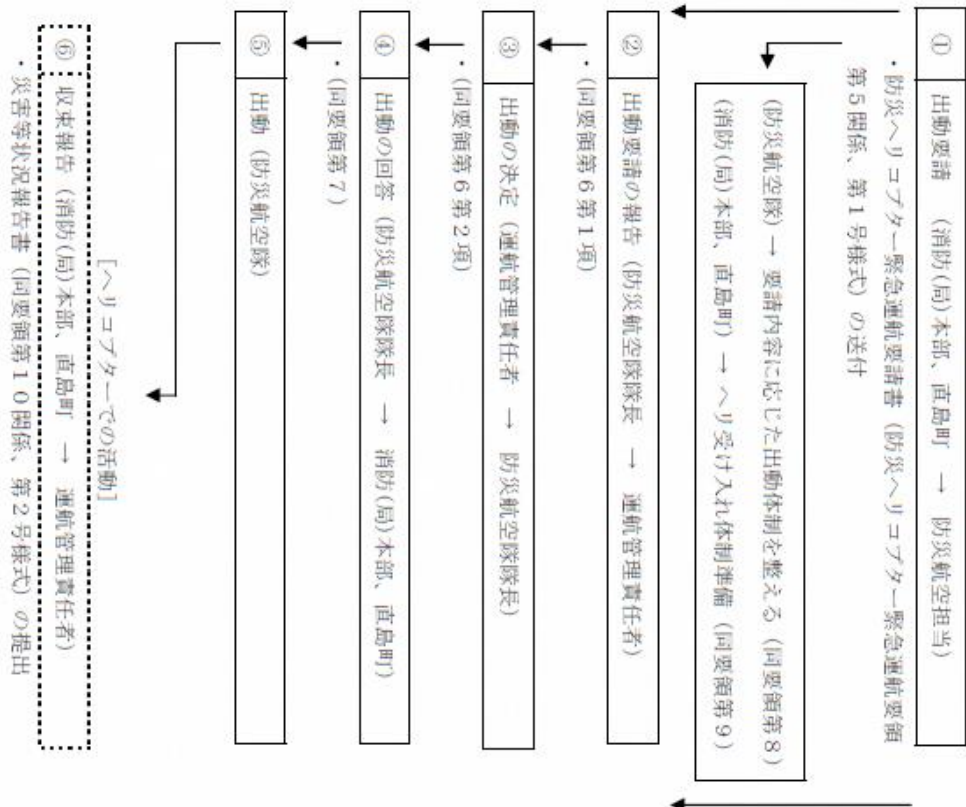 ① 出動要請 (消防(局)本部、直島町 → 防災航空担当)
・防災ヘリコプター緊急運航要請書 (防災ヘリコプター緊急運航要領
第5関係、第1号様式) の送付
(防災航空隊) → 要請内容に応じた出動体制を整える (同要領第8)
(消防(局)本部、直島町) → ヘリ受け入れ体制準備 (同要領第9)
② 出動要請の報告 (防災航空隊隊長 → 運航管理責任者)
・(同要領第6第1項)
③ 出動の決定 (運航管理責任者 → 防災航空隊隊長)
・(同要領第6第2項)
④ 出動の回答 (防災航空隊隊長 → 消防(局)本部、直島町)
・(同要領第7)
⑤ 出動 (防災航空隊)
[ヘリコプターでの活動]
⑥ 収束報告 (消防(局)本部、直島町 → 運航管理責任者)
・災害等状況報告書 (同要領第10関係、第2号様式) の提出